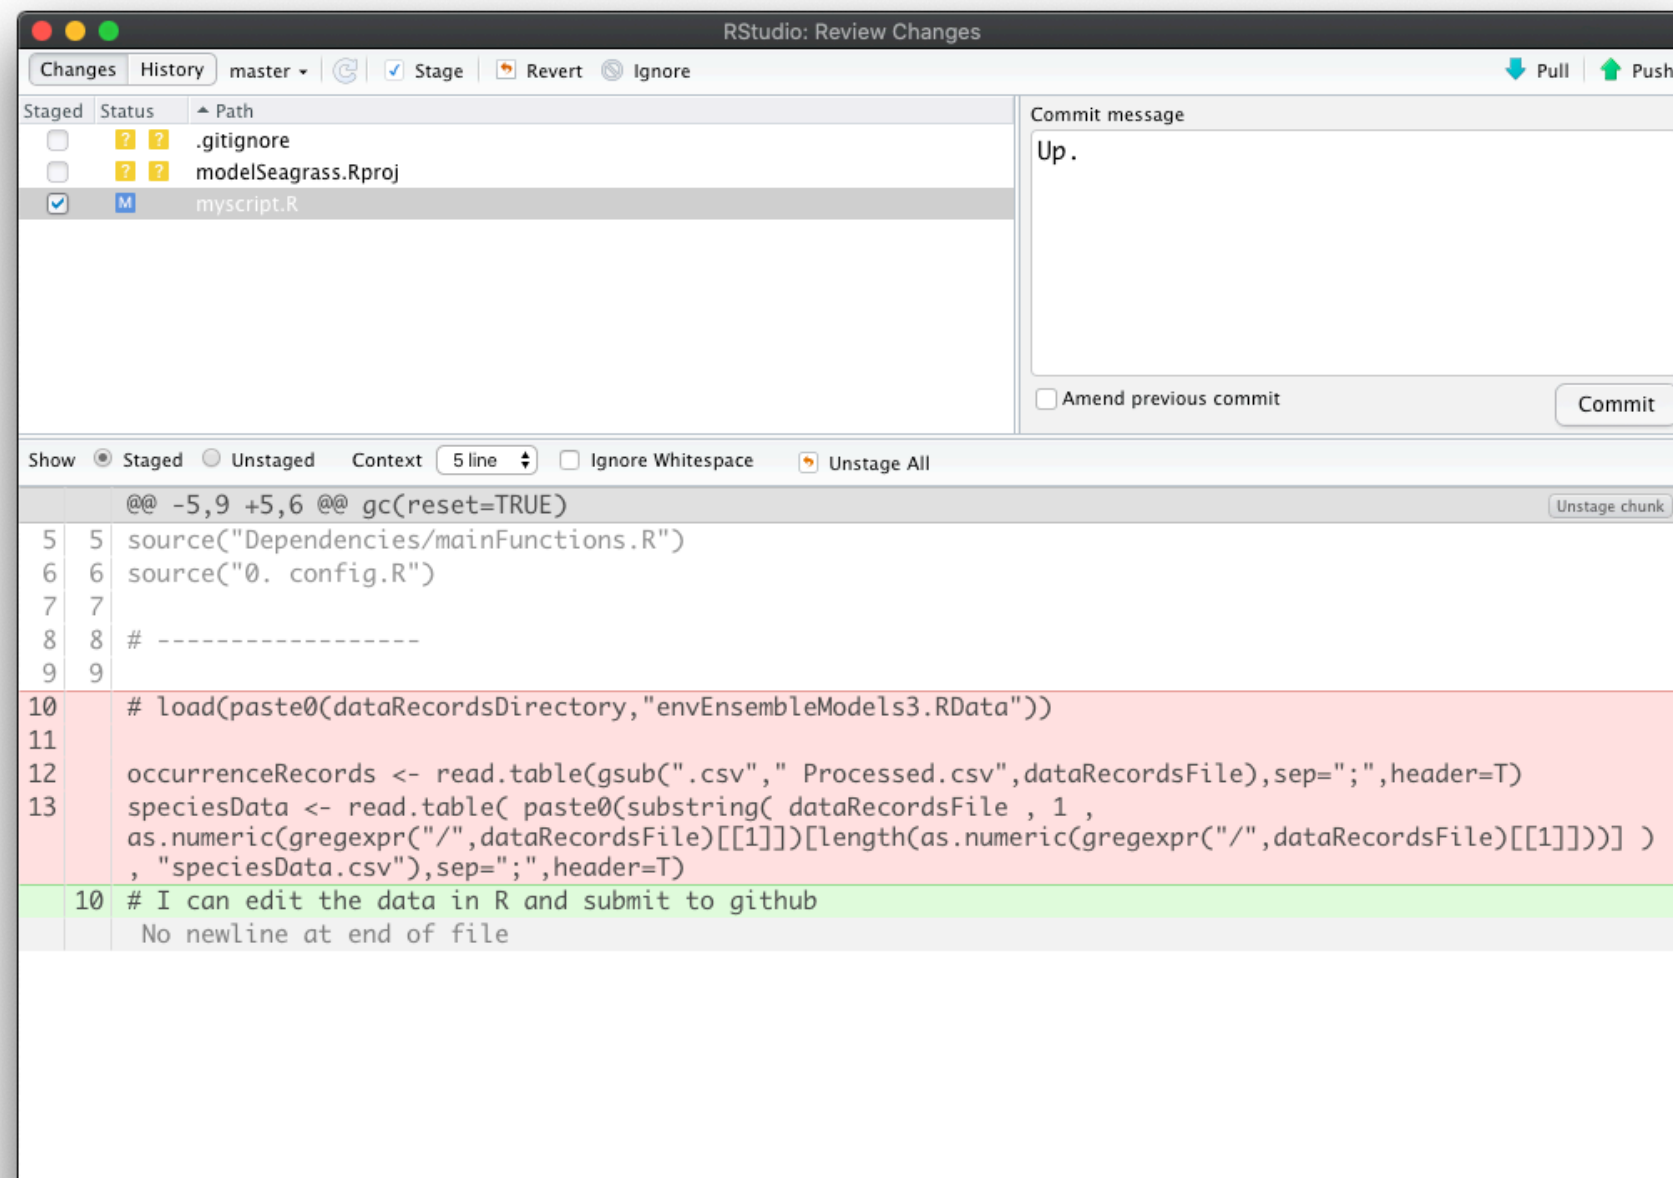 RStudio: Review Changes
Changes History master Stage Revert Ignore Pull Push
Staged Status Path
? ? .gitignore
? ? modelSeagrass.Rproj
M myscript.R
Commit message
Up.
Amend previous commit
Commit
Show Staged Unstaged Context 5 line Ignore Whitespace Unstage All
@@ -5,9 +5,6 @@ gc(reset=TRUE) Unstage chunk
5 5 source("Dependencies/mainFunctions.R")
6 6 source("0. config.R")
7 7
8 8 # ------------------
9 9
10 # load(paste0(dataRecordsDirectory,"envEnsembleModels3.RData"))
11
12 occurrenceRecords <- read.table(gsub(".csv"," Processed.csv",dataRecordsFile),sep=";",header=T)
13 speciesData <- read.table( paste0(substring( dataRecordsFile , 1 ,
as.numeric(gregexpr("/",dataRecordsFile)[[1]])[length(as.numeric(gregexpr("/",dataRecordsFile)[[1]]))] )
, "speciesData.csv"),sep=";",header=T)
10 # I can edit the data in R and submit to github
No newline at end of file